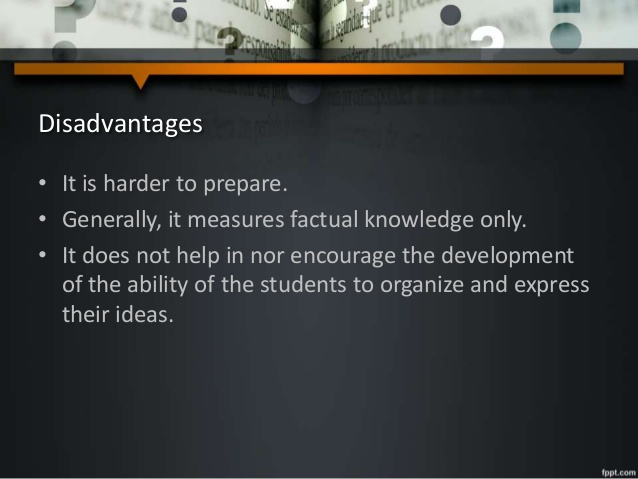 Disadvantages
• It is harder to prepare.
• Generally, it measures factual knowledge only.
• It does not help in nor encourage the development
of the ability of the students to organize and express
their ideas.
fppt.com